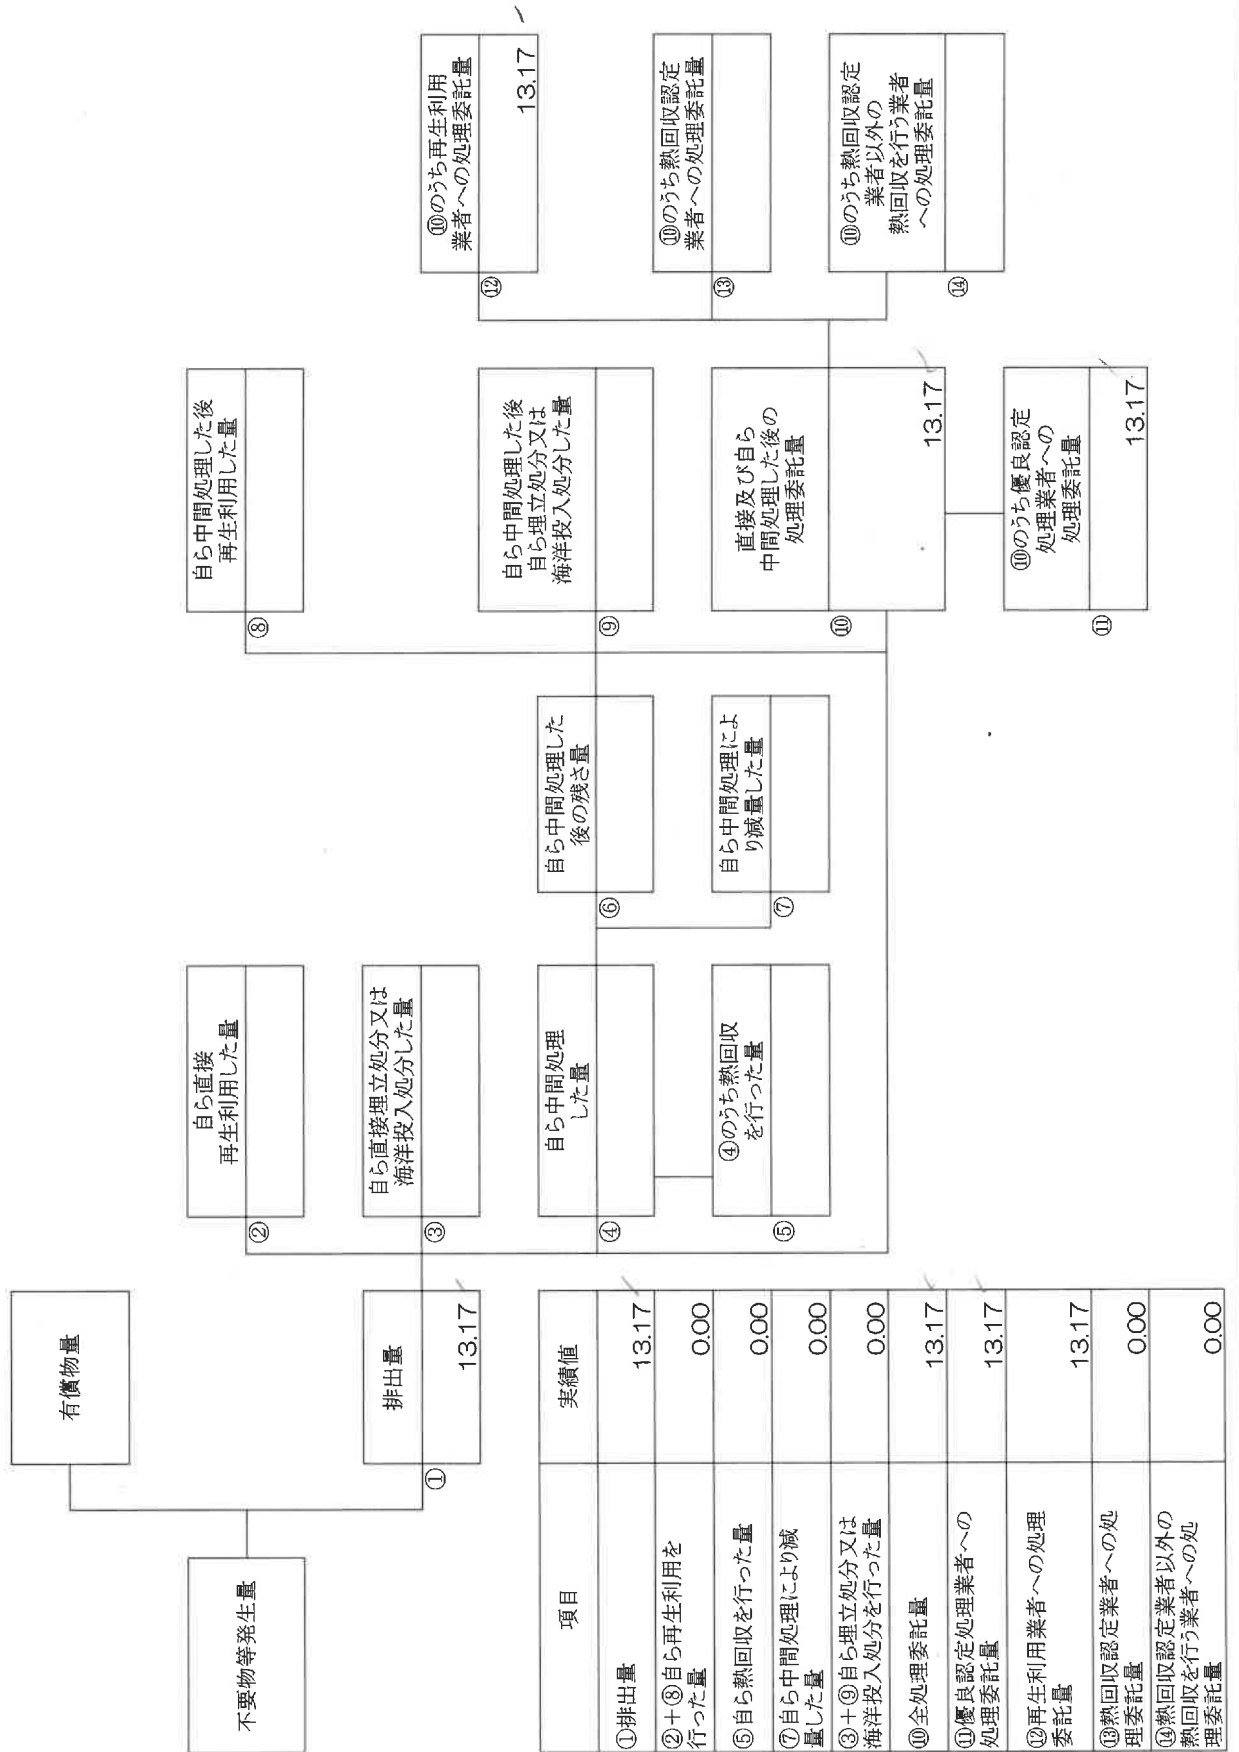 不要物等発生量
有償物量
排出量
①
13.17
自ら直接
再生利用した量
②
自ら直接埋立処分又は
海洋投入処分した量
③
自ら中間処理
した量
④
④のうち熱回収
を行った量
⑤
自ら中間処理した
後の残さ量
⑥
自ら中間処理によ
り減量した量
⑦
自ら中間処理した後
再生利用した量
⑧
自ら中間処理した後
自ら埋立処分又は
海洋投入処分した量
⑨
直接及び自ら
中間処理した後の
処理委託量
⑩
13.17
⑩のうち優良認定
処理業者への
処理委託量
⑪
13.17
⑩のうち再生利用
業者への処理委託量
⑫
13.17
⑩のうち熱回収認定
業者への処理委託量
⑬
⑩のうち熱回収認定
業者以外の
熱回収を行う業者
への処理委託量
⑭
項目 実績値
①排出量 13.17
②+⑧自ら再生利用を
行った量 0.00
⑤自ら熱回収を行った量 0.00
⑦自ら中間処理により減
量した量 0.00
③+⑨自ら埋立処分又は
海洋投入処分を行った量 0.00
⑩全処理委託量 13.17
⑪優良認定処理業者への
処理委託量 13.17
⑫再生利用業者への処理
委託量 13.17
⑬熱回収認定業者への処
理委託量 0.00
⑭熱回収認定業者以外の
熱回収を行う業者への処
理委託量 0.00